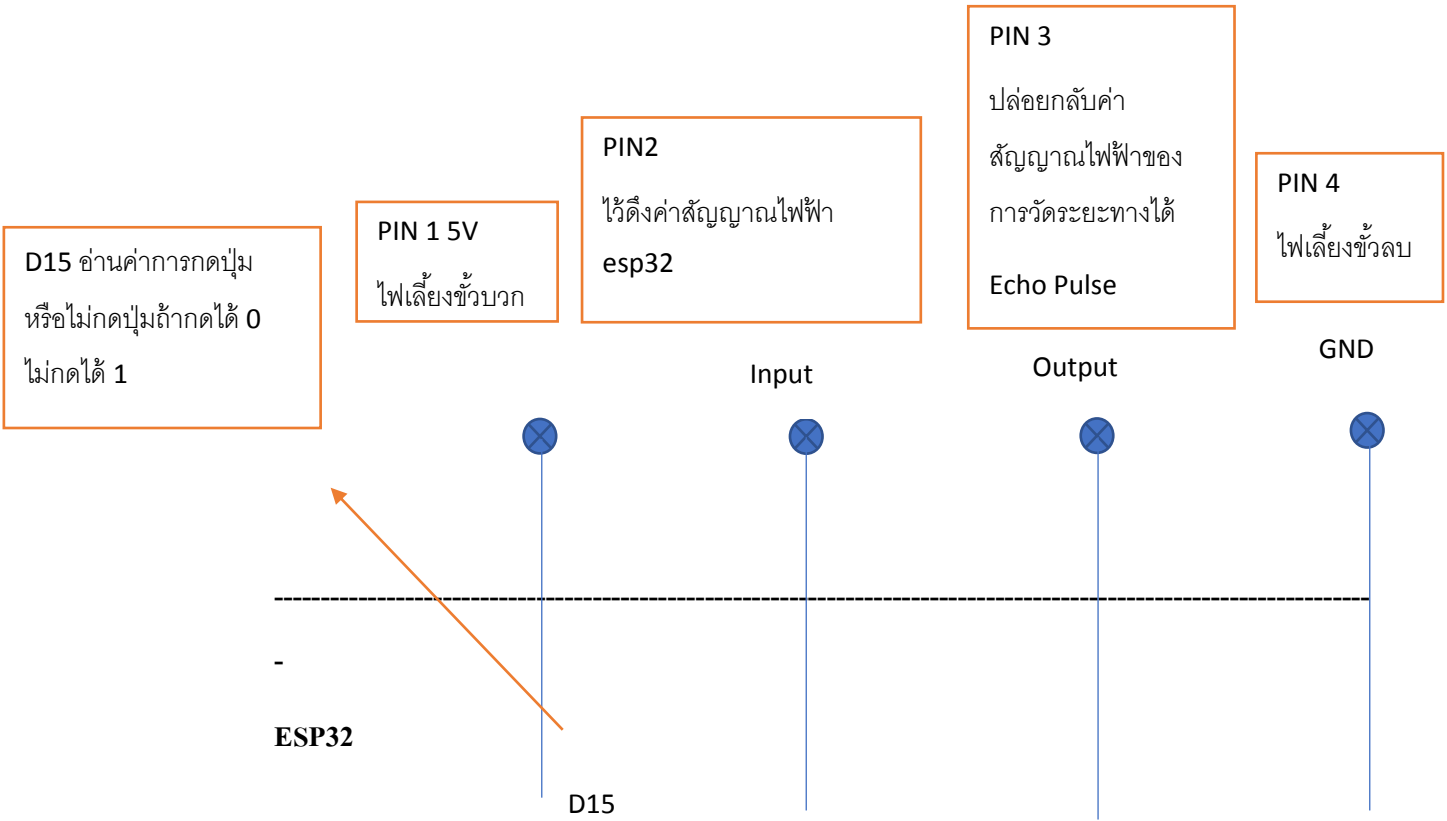 PIN 3
ปล่อยกลับค่า
สัญญาณไฟฟ้าของ
การวัดระยะทางได้
Echo Pulse
PIN2
ไว้ดึงค่าสัญญาณไฟฟ้า
esp32
PIN 4
ไฟเลี้ยงขั้วลบ
PIN 1 5V
ไฟเลี้ยงขั้วบวก
D15 อ่านค่าการกดปุ่ม
หรือไม่กดปุ่มถ้ากดได้ 0
ไม่กดได้ 1
Input
Output
GND
-
ESP32
D15